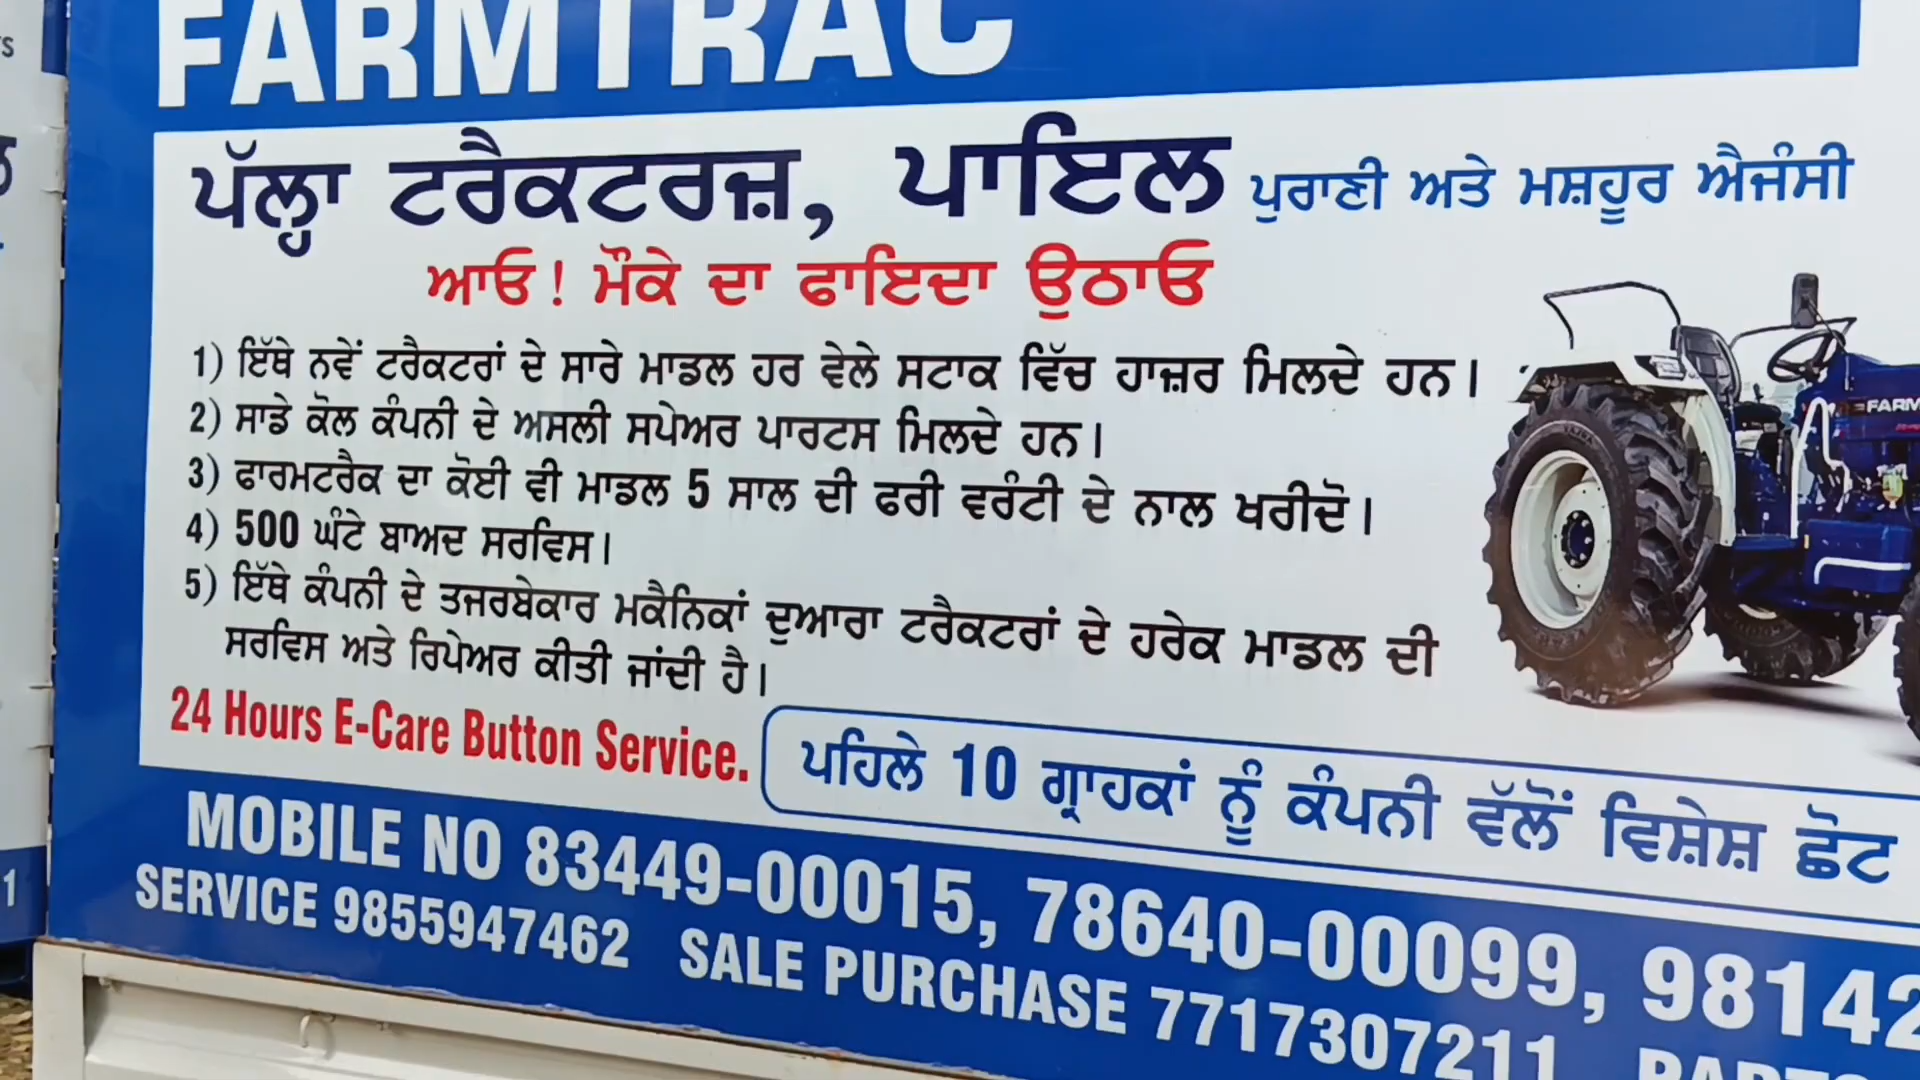 FARMTRAC
ਪੱਲ੍ਹਾ ਟਰੈਕਟਰਜ਼, ਪਾਇਲ ਪੁਰਾਣੀ ਅਤੇ ਮਸ਼ਹੂਰ ਐਜੰਸੀ
ਆਓ! ਮੌਕੇ ਦਾ ਫਾਇਦਾ ਉਠਾਓ
1) ਇੱਥੇ ਨਵੇਂ ਟਰੈਕਟਰਾਂ ਦੇ ਸਾਰੇ ਮਾਡਲ ਹਰ ਵੇਲੇ ਸਟਾਕ ਵਿੱਚ ਹਾਜ਼ਰ ਮਿਲਦੇ ਹਨ।
2) ਸਾਡੇ ਕੋਲ ਕੰਪਨੀ ਦੇ ਅਸਲੀ ਸਪੇਅਰ ਪਾਰਟਸ ਮਿਲਦੇ ਹਨ।
3) ਫਾਰਮਟਰੈਕ ਦਾ ਕੋਈ ਵੀ ਮਾਡਲ 5 ਸਾਲ ਦੀ ਫਰੀ ਵਰੰਟੀ ਦੇ ਨਾਲ ਖਰੀਦੋ।
4) 500 ਘੰਟੇ ਬਾਅਦ ਸਰਵਿਸ।
5) ਇੱਥੇ ਕੰਪਨੀ ਦੇ ਤਜਰਬੇਕਾਰ ਮਕੈਨਿਕਾਂ ਦੁਆਰਾ ਟਰੈਕਟਰਾਂ ਦੇ ਹਰੇਕ ਮਾਡਲ ਦੀ
ਸਰਵਿਸ ਅਤੇ ਰਿਪੇਅਰ ਕੀਤੀ ਜਾਂਦੀ ਹੈ।
24 Hours E-Care Button Service.
ਪਹਿਲੇ 10 ਗ੍ਰਾਹਕਾਂ ਨੂੰ ਕੰਪਨੀ ਵੱਲੋਂ ਵਿਸ਼ੇਸ਼ ਛੋਟ
MOBILE NO 83449-00015, 78640-00099, 98142
SERVICE 9855947462 SALE PURCHASE 7717307211